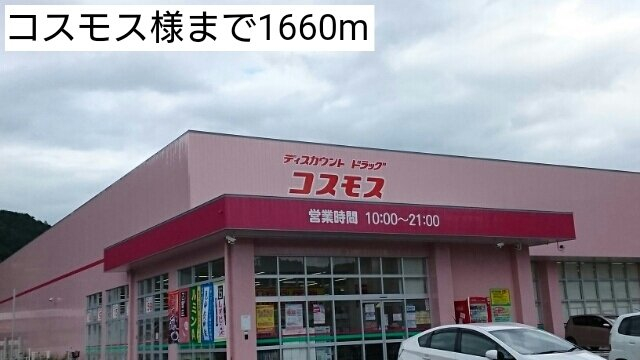 コスモス様まで1660m
ディスカウント ドラッグ
コスモス
営業時間 10:00～21:00